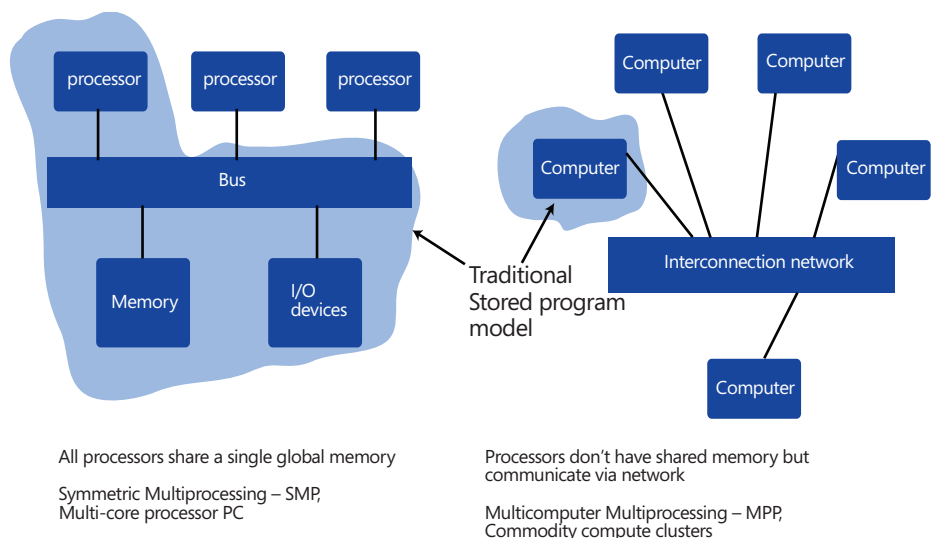 processor
processor
processor
Bus
Memory
I/O
devices
Traditional
Stored program
model
Computer
Computer
Computer
Computer
Interconnection network
Computer
All processors share a single global memory
Symmetric Multiprocessing – SMP,
Multi-core processor PC
Processors don’t have shared memory but
communicate via network
Multicomputer Multiprocessing – MPP,
Commodity compute clusters